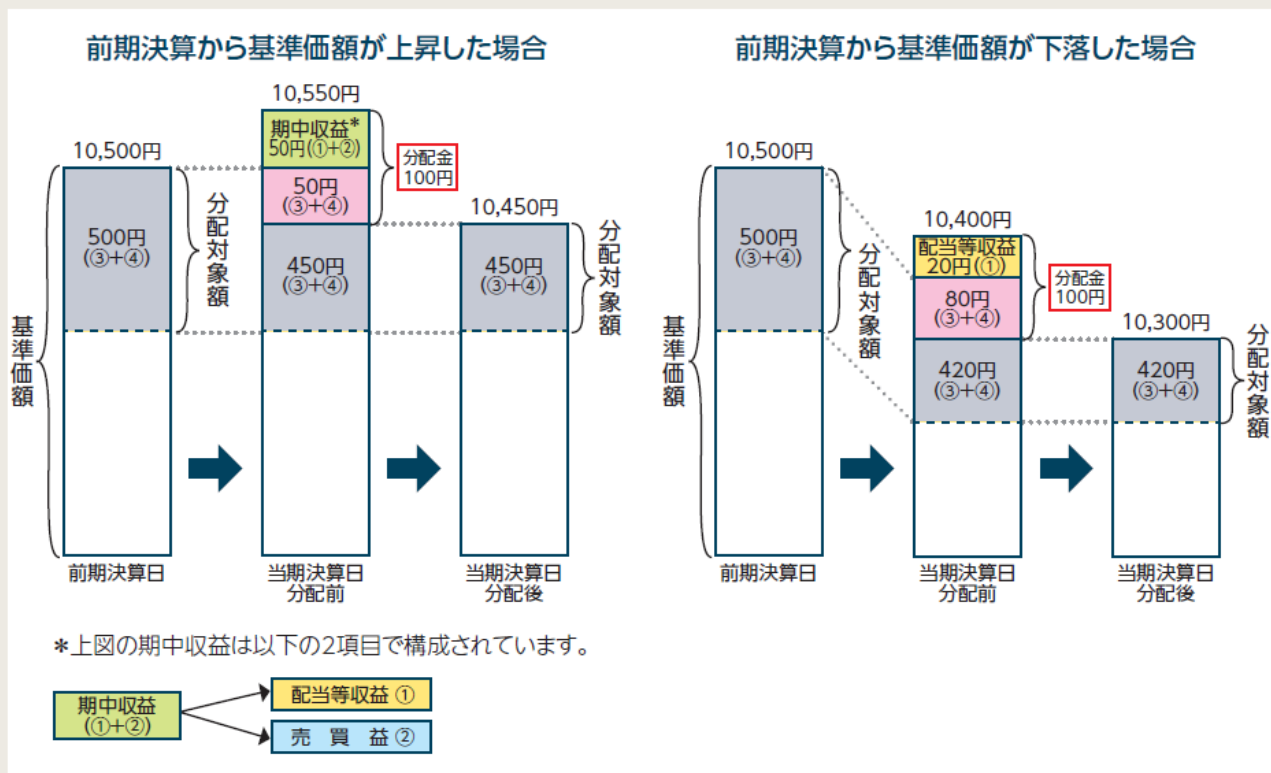 前期決算から基準価額が上昇した場合
10,550円
期中収益*
50円(①+②)
分配金
100円
10,500円
50円
(③+④)
分配対象額
10,450円
500円
(③+④)
450円
(③+④)
450円
(③+④)
分配対象額
基準価額
前期決算日
当期決算日
分配前
当期決算日
分配後
前期決算から基準価額が下落した場合
10,500円
500円
(③+④)
分配対象額
10,400円
配当等収益
20円(①)
分配金
100円
80円
(③+④)
10,300円
420円
(③+④)
420円
(③+④)
分配対象額
基準価額
前期決算日
当期決算日
分配前
当期決算日
分配後
*上図の期中収益は以下の2項目で構成されています。
期中収益
(①+②)
配当等収益 ①
売 買 益 ②